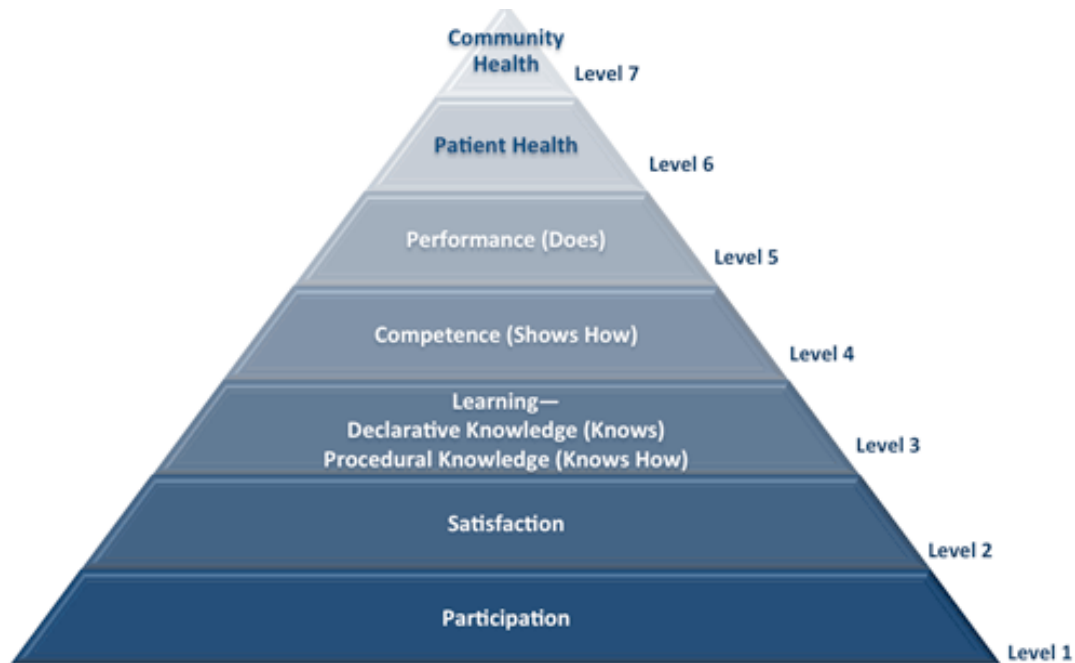 Community
Health
Level 7
Patient Health
Level 6
Performance (Does)
Level 5
Competence (Shows How)
Level 4
Learning—
Declarative Knowledge (Knows)
Procedural Knowledge (Knows How)
Level 3
Satisfaction
Level 2
Participation
Level 1